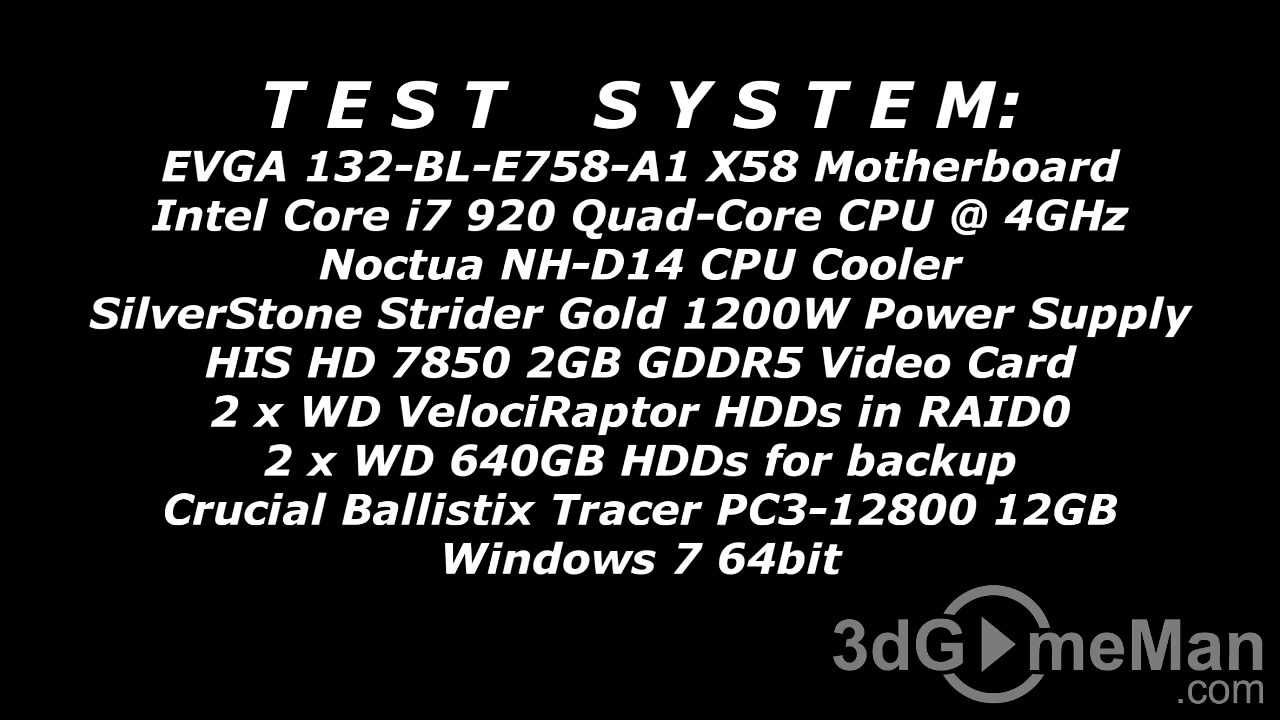 TEST SYSTEM:
EVGA 132-BL-E758-A1 X58 Motherboard
Intel Core i7 920 Quad-Core CPU @ 4GHz
Noctua NH-D14 CPU Cooler
SilverStone Strider Gold 1200W Power Supply
HIS HD 7850 2GB GDDR5 Video Card
2 x WD VelociRaptor HDDs in RAID0
2 x WD 640GB HDDs for backup
Crucial Ballistix Tracer PC3-12800 12GB
Windows 7 64bit
3dGameMan
.com